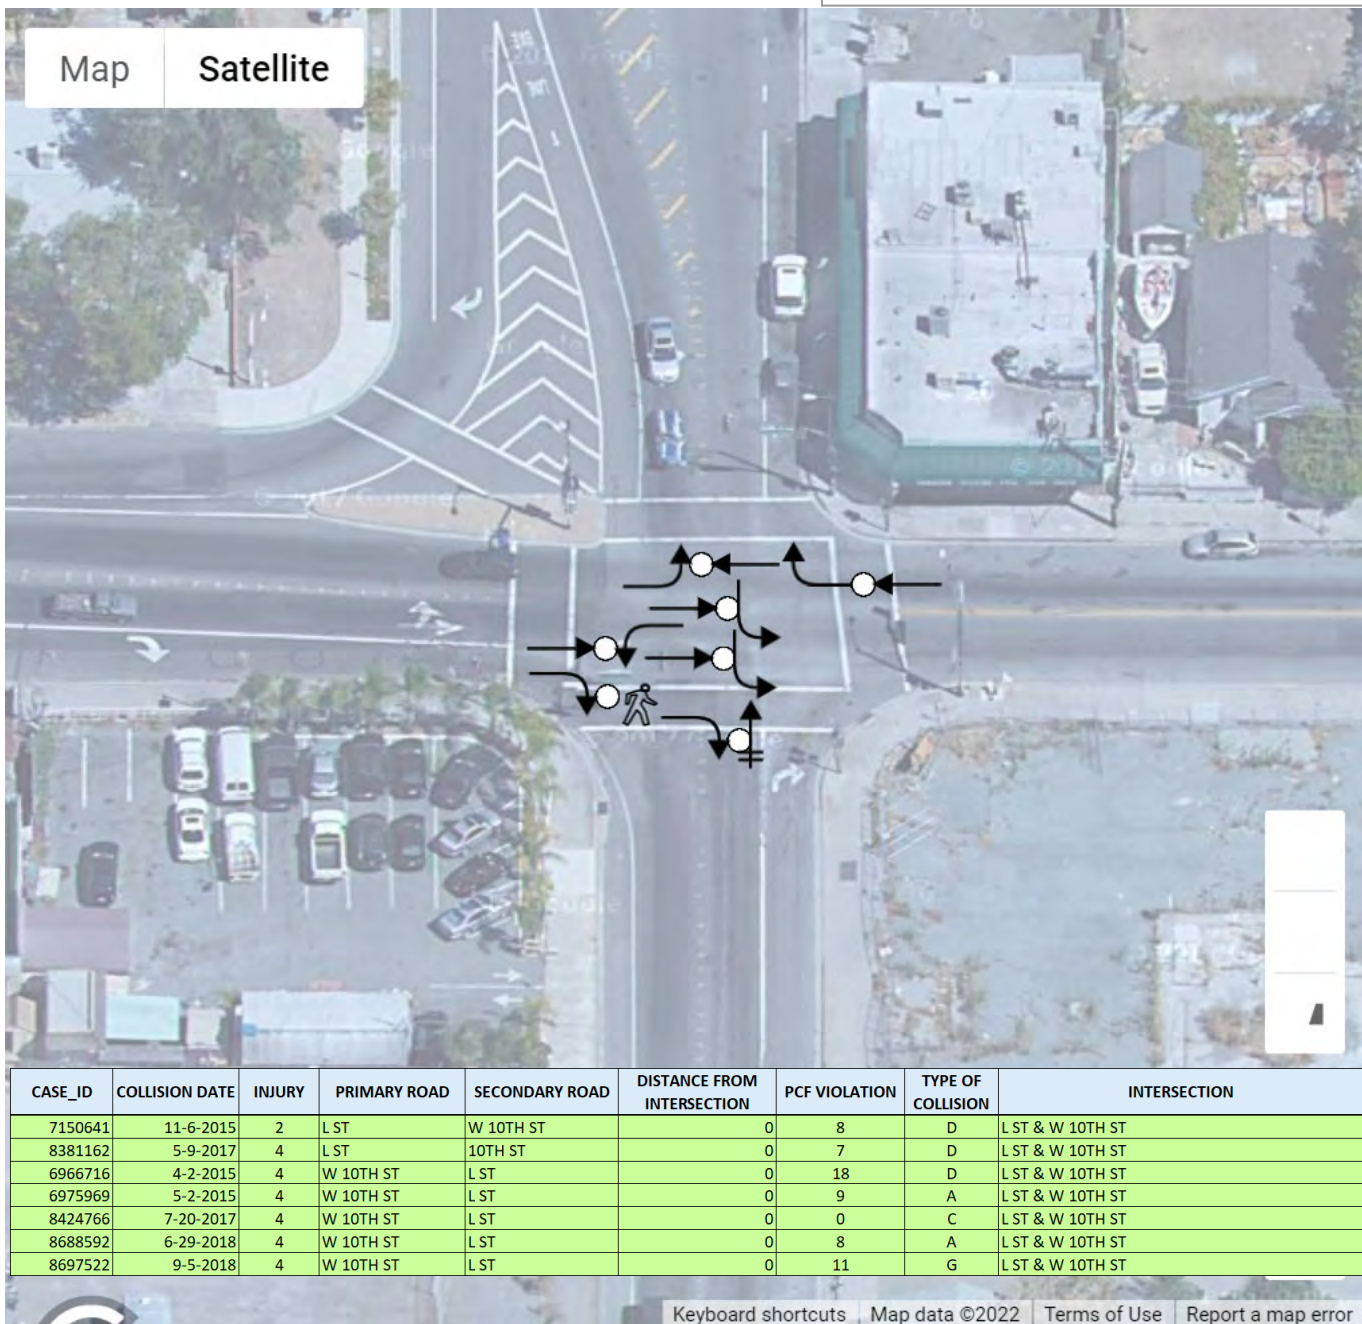 Map Satellite
BIKE
LANE
Google
© 2017 Google
CASE_ID COLLISION DATE INJURY PRIMARY ROAD SECONDARY ROAD DISTANCE FROM INTERSECTION PCF VIOLATION TYPE OF COLLISION INTERSECTION
7150641 11-6-2015 2 L ST W 10TH ST 0 8 D L ST & W 10TH ST
8381162 5-9-2017 4 L ST 10TH ST 0 7 D L ST & W 10TH ST
6966716 4-2-2015 4 W 10TH ST L ST 0 18 D L ST & W 10TH ST
6975969 5-2-2015 4 W 10TH ST L ST 0 9 A L ST & W 10TH ST
8424766 7-20-2017 4 W 10TH ST L ST 0 0 C L ST & W 10TH ST
8688592 6-29-2018 4 W 10TH ST L ST 0 8 A L ST & W 10TH ST
8697522 9-5-2018 4 W 10TH ST L ST 0 11 G L ST & W 10TH ST
Keyboard shortcuts Map data ©2022 Terms of Use Report a map error